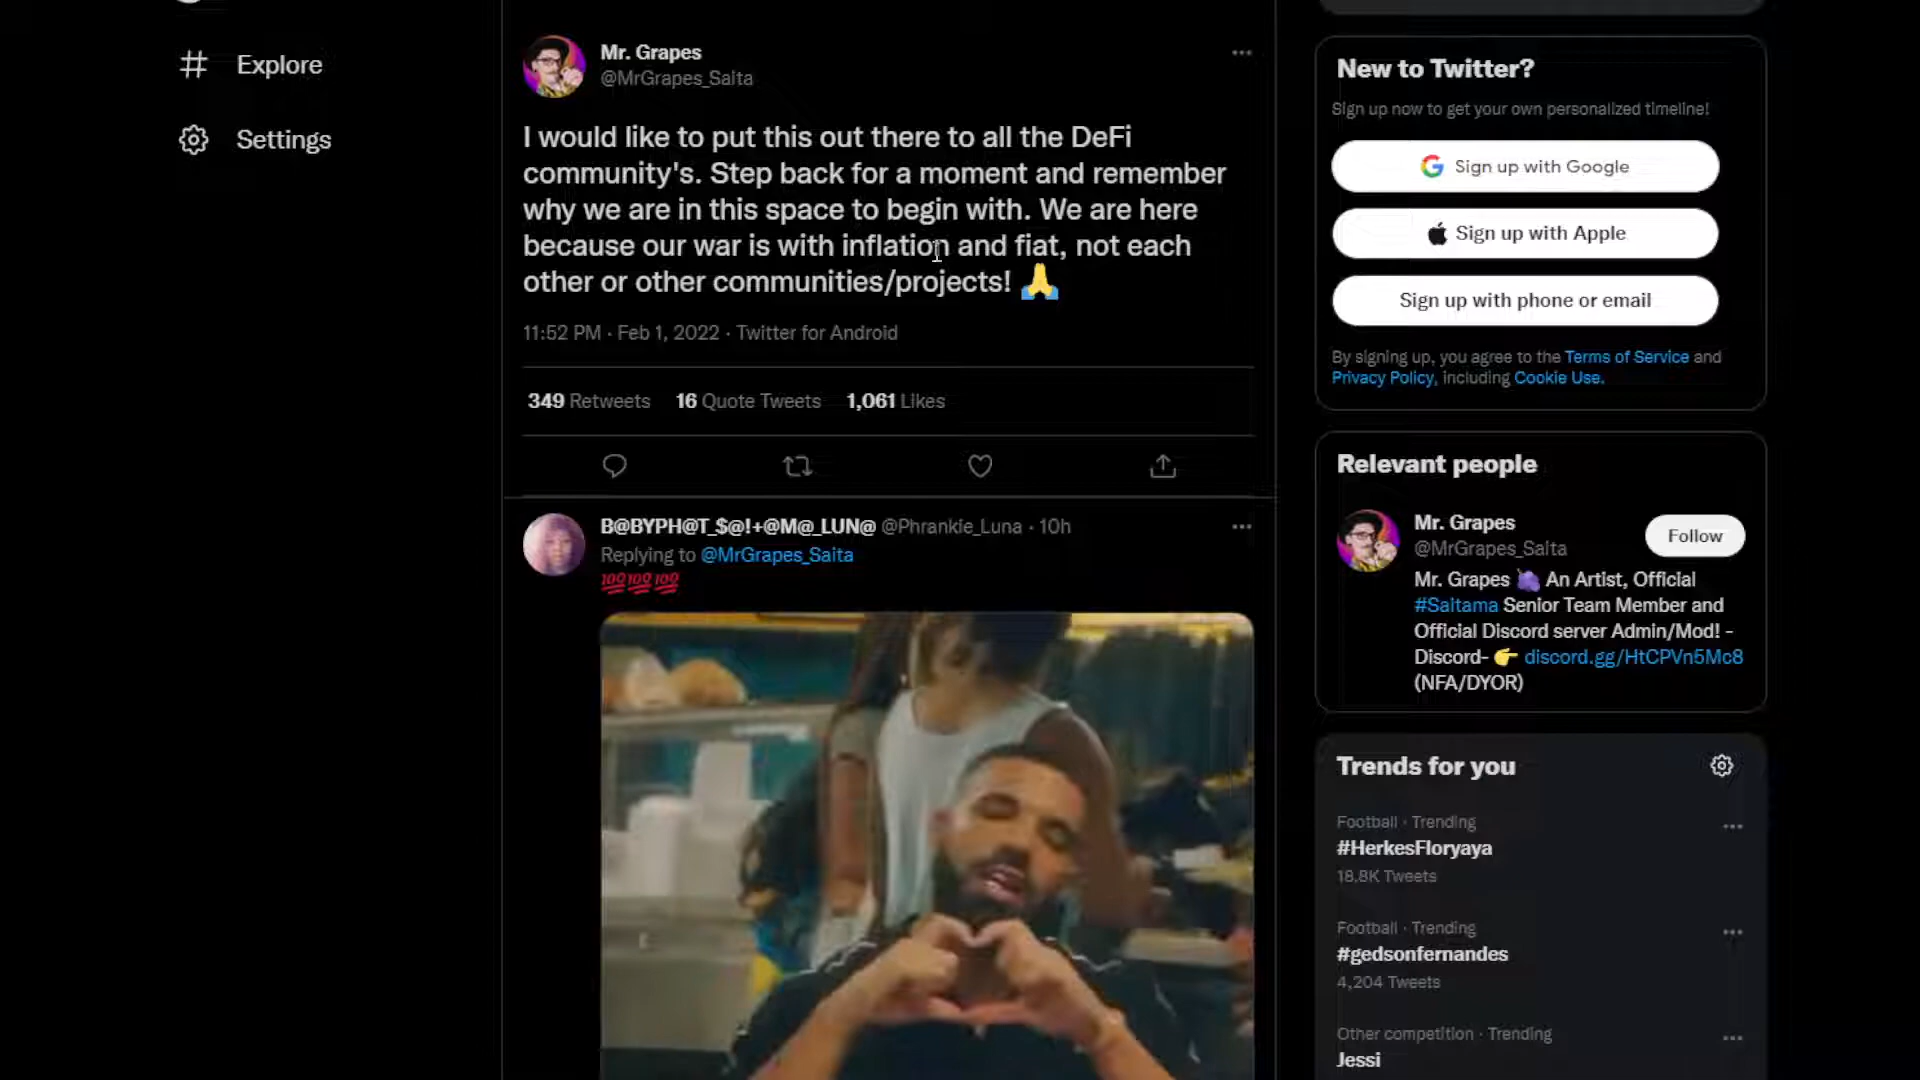 Explore
Settings
Mr. Grapes
@MrGrapes_Saita
I would like to put this out there to all the DeFi
community's. Step back for a moment and remember
why we are in this space to begin with. We are here
because our war is with inflation and fiat, not each
other or other communities/projects! 🙏
11:52 PM · Feb 1, 2022 · Twitter for Android
349 Retweets 16 Quote Tweets 1,061 Likes
B@BYPH@T_$@!+@M@_LUN@ @Phrankie_Luna · 10h
Replying to @MrGrapes_Saita
💯💯💯
New to Twitter?
Sign up now to get your own personalized timeline!
Sign up with Google
Sign up with Apple
Sign up with phone or email
By signing up, you agree to the Terms of Service and
Privacy Policy, including Cookie Use.
Relevant people
Mr. Grapes
@MrGrapes_Saita
Follow
Mr. Grapes 🍇 An Artist, Official
#Saitama Senior Team Member and
Official Discord server Admin/Mod! -
Discord- 👉 discord.gg/HtCPVn5Mc8
(NFA/DYOR)
Trends for you
Football · Trending
#HerkesFloryaya
18.8K Tweets
Football · Trending
#gedsonfernandes
4,204 Tweets
Other competition · Trending
Jessi